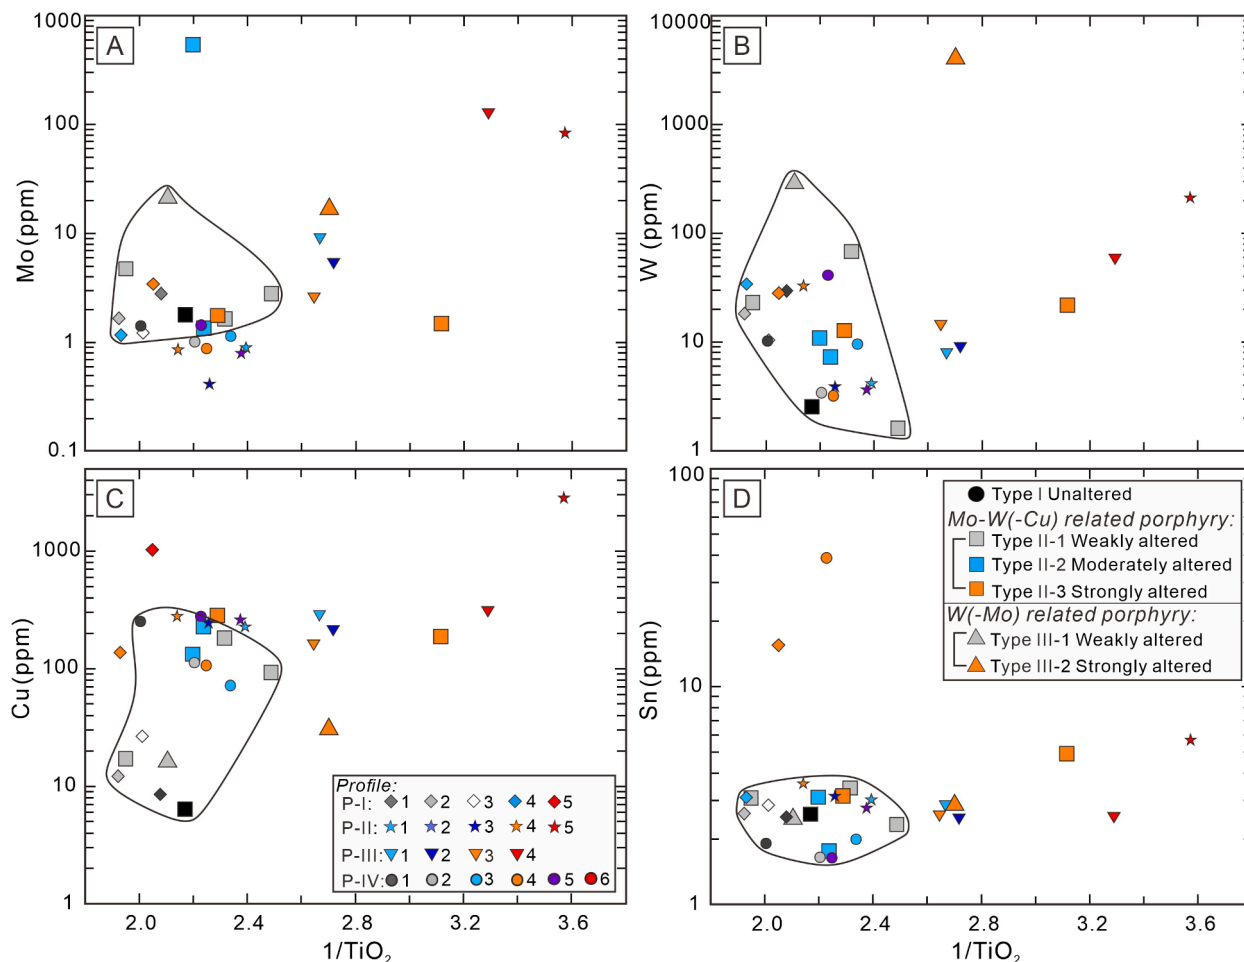 A
1000
100
10
1
0.1
Mo(ppm)
B
10000
1000
100
10
1
W (ppm)
C
1000
100
10
1
Cu(ppm)
2.0 2.4 2.8 3.2 3.6
1/TiO₂
Profile:
P-I: 1 2 3 4 5
P-II: 1 2 3 4 5
P-III: 1 2 3 4
P-IV: 1 2 3 4 5 6
D
100
10
1
Sn(ppm)
2.0 2.4 2.8 3.2 3.6
1/TiO₂
Type I Unaltered
Mo-W(-Cu) related porphyry:
Type II-1 Weakly altered
Type II-2 Moderately altered
Type II-3 Strongly altered
W(-Mo) related porphyry:
Type III-1 Weakly altered
Type III-2 Strongly altered